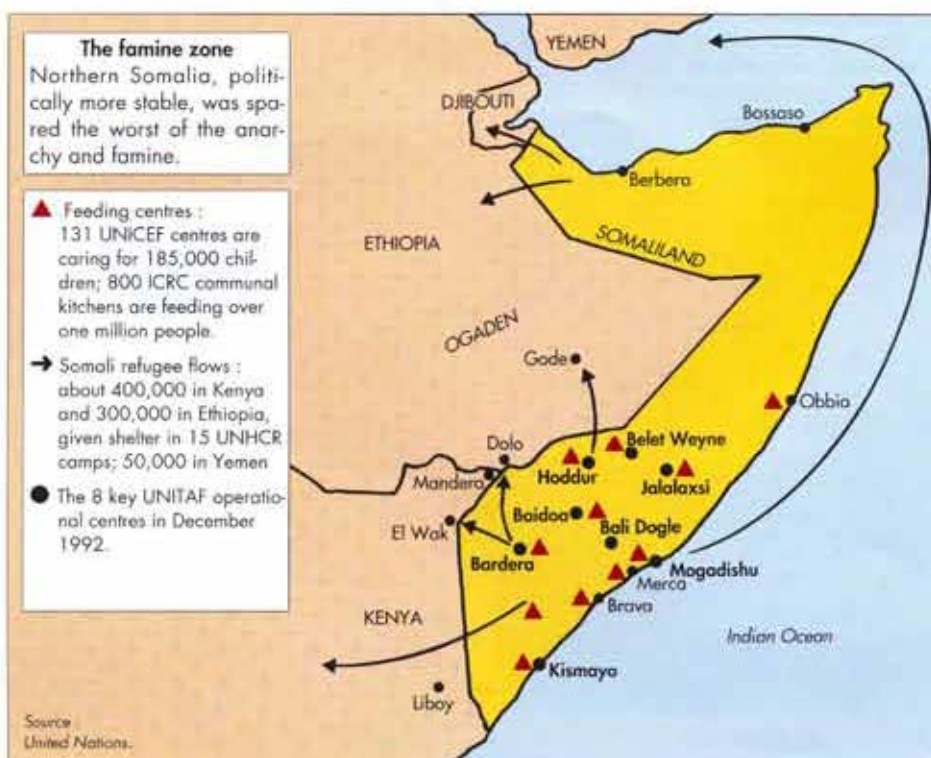 The famine zone
Northern Somalia, politi-
cally more stable, was spa-
red the worst of the anar-
chy and famine.
Feeding centres :
131 UNICEF centres are
caring for 185,000 chil-
dren; 800 ICRC communal
kitchens are feeding over
one million people.
Somali refugee flows :
about 400,000 in Kenya
and 300,000 in Ethiopia,
given shelter in 15 UNHCR
camps; 50,000 in Yemen
The 8 key UNITAF operatio-
nal centres in December
1992.
YEMEN
DJIBOUTI
Bossaso
Berbera
ETHIOPIA
SOMALILAND
OGADEN
Gode
Obbia
Dolo
Belet Weyne
Mandera
Hoddur
Jalalaxsi
El Wak
Baidoa
Bali Dogle
Bardera
Mogadishu
Merca
Brava
KENYA
Indian Ocean
Kismaya
Liboy
Source
United Nations.